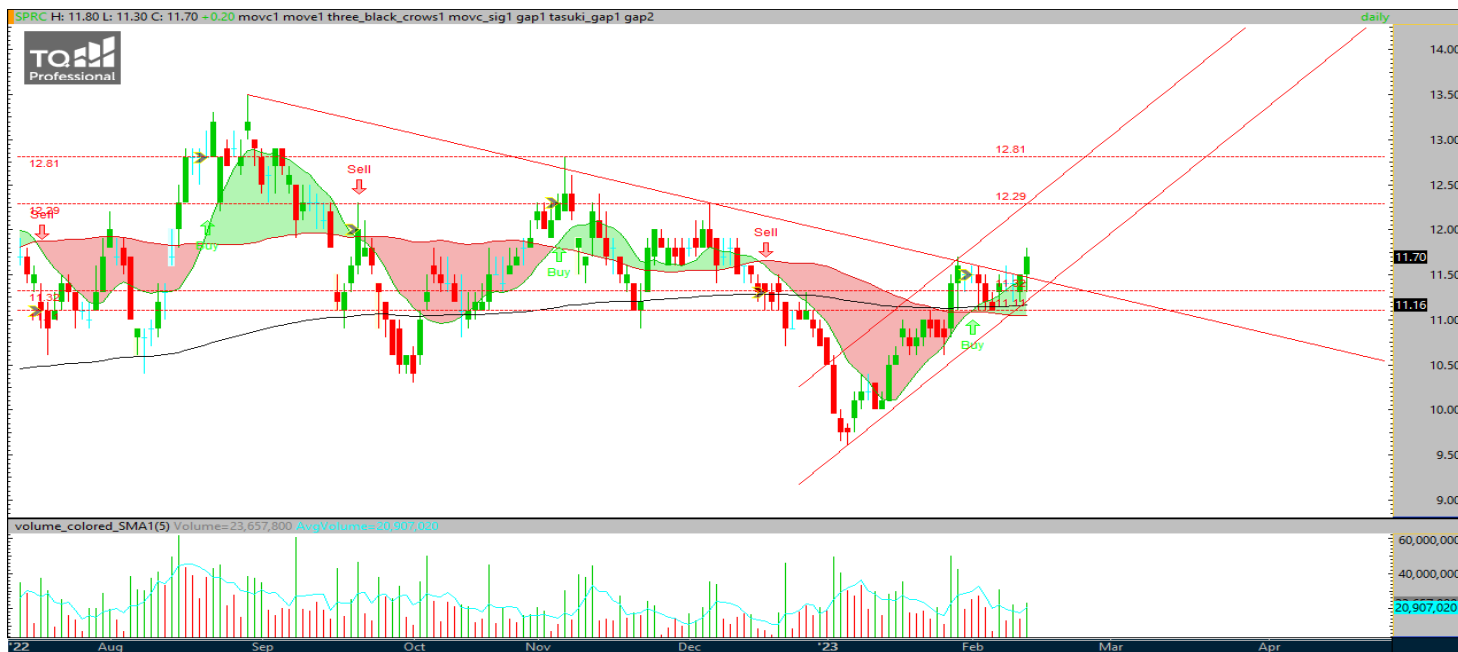 SPRC H: 11.80 L: 11.30 C: 11.70 +0.20 movc1 move1 three_black_crows1 movc_sig1 gap1 tasuki_gap1 gap2
daily
TQ
Professional
14.00
13.50
13.00
12.81
12.81
Sell
12.50
12.29
12.29
Sell
Buy
12.00
Sell
Buy
11.70
11.50
11.32
11.16
11.11
11.00
Buy
10.50
10.00
9.50
9.00
volume_colored_SMA1(5) Volume=23,657,800 AvgVolume=20,907,020
60,000,000
40,000,000
20,907,020
'22 Aug Sep Oct Nov Dec '23 Feb Mar Apr